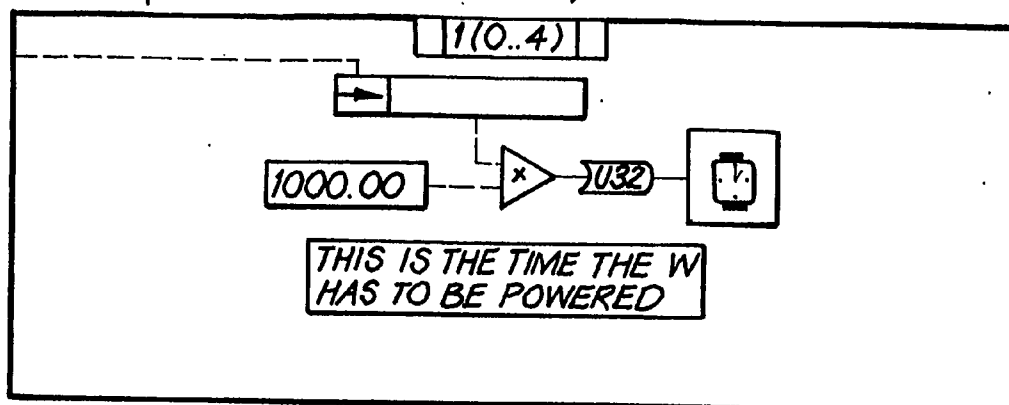 1(0..4)
1000.00
x
U32
THIS IS THE TIME THE W
HAS TO BE POWERED